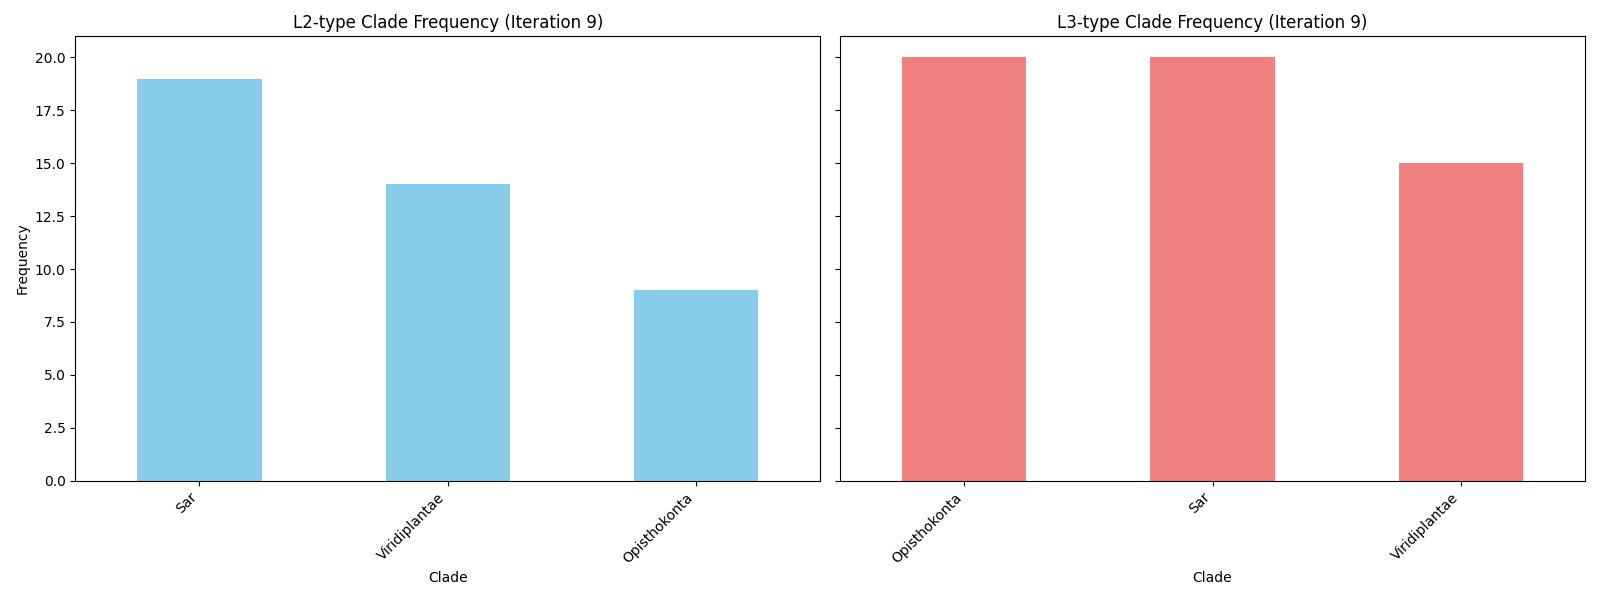 L2-type Clade Frequency (Iteration 9)
Frequency
20.0
17.5
15.0
12.5
10.0
7.5
5.0
2.5
0.0
Sar
Viridiplantae
Opisthokonta
Clade
L3-type Clade Frequency (Iteration 9)
Opisthokonta
Sar
Viridiplantae
Clade